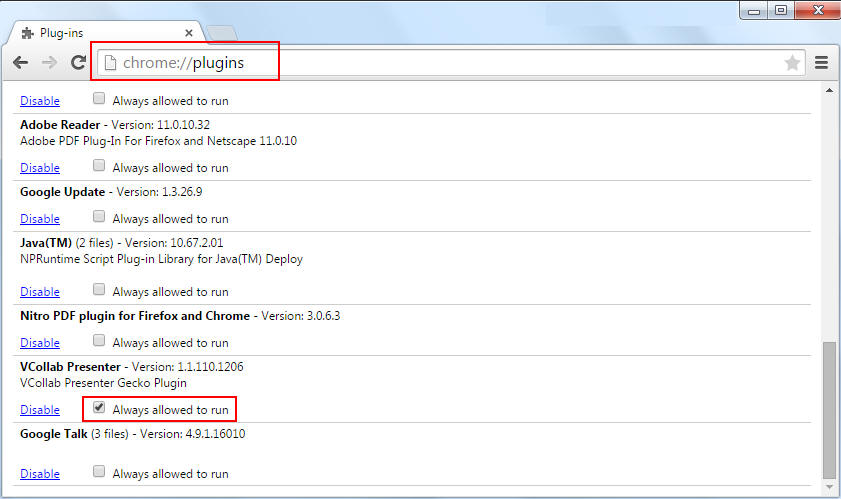 Plug-ins
chrome://plugins
Disable Always allowed to run
Adobe Reader - Version: 11.0.10.32
Adobe PDF Plug-In For Firefox and Netscape 11.0.10
Disable Always allowed to run
Google Update - Version: 1.3.26.9
Disable Always allowed to run
Java(TM) (2 files) - Version: 10.67.2.01
NPRuntime Script Plug-in Library for Java(TM) Deploy
Disable Always allowed to run
Nitro PDF plugin for Firefox and Chrome - Version: 3.0.6.3
Disable Always allowed to run
VCollab Presenter - Version: 1.1.110.1206
VCollab Presenter Gecko Plugin
Disable Always allowed to run
Google Talk (3 files) - Version: 4.9.1.16010
Disable Always allowed to run